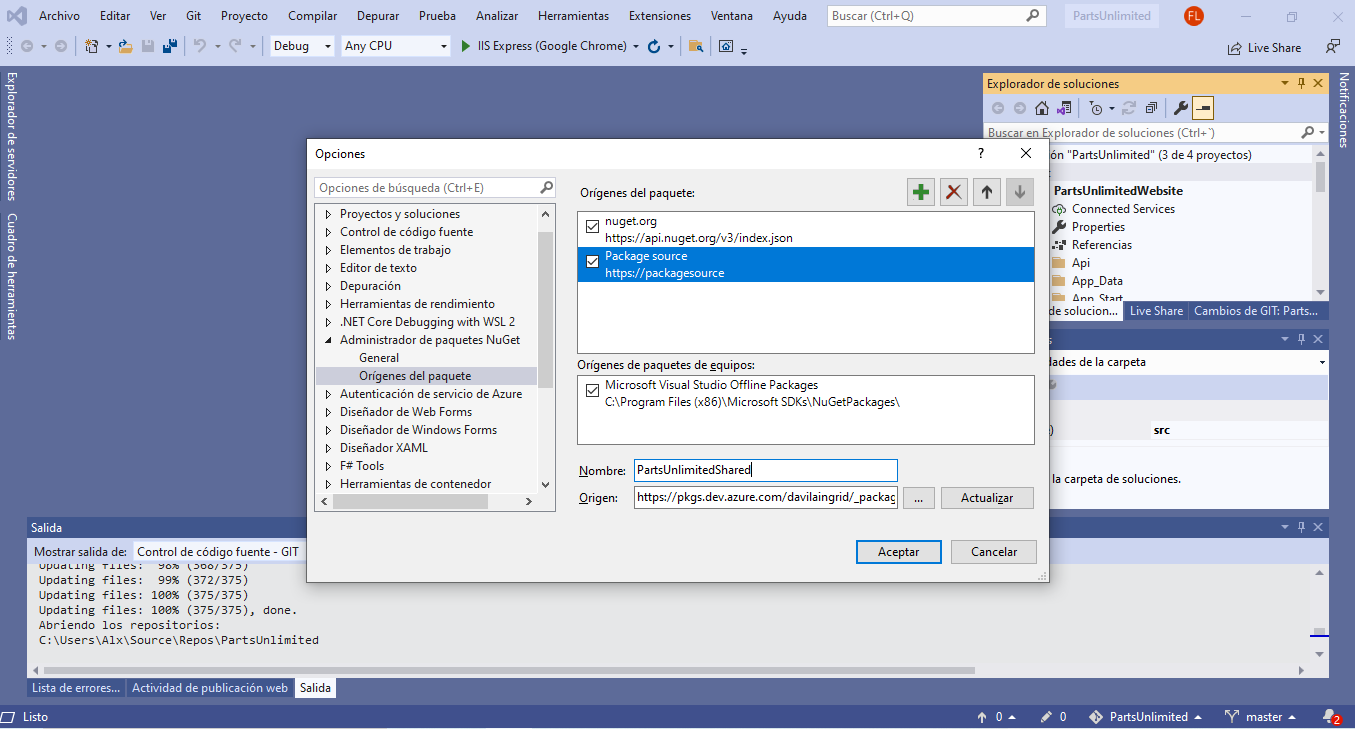 Archivo Editar Ver Git Proyecto Compilar Depurar Prueba Analizar Herramientas Extensiones Ventana Ayuda Buscar (Ctrl+Q) PartsUnlimited FL
Debug Any CPU IIS Express (Google Chrome) Live Share
Explorador de servidores
Cuadro de herramientas
Opciones ?
Opciones de búsqueda (Ctrl+E)
Proyectos y soluciones
Control de código fuente
Elementos de trabajo
Editor de texto
Depuración
Herramientas de rendimiento
.NET Core Debugging with WSL 2
Administrador de paquetes NuGet
General
Orígenes del paquete
Autenticación de servicio de Azure
Diseñador de Web Forms
Diseñador de Windows Forms
Diseñador XAML
F# Tools
Herramientas de contenedor
Orígenes del paquete:
nuget.org
https://api.nuget.org/v3/index.json
Package source
https://packagesource
Orígenes de paquetes de equipos:
Microsoft Visual Studio Offline Packages
C:\Program Files (x86)\Microsoft SDKs\NuGetPackages\
Nombre: PartsUnlimitedShared
Origen: https://pkgs.dev.azure.com/davilaingrid/_packag ... Actualizar
Aceptar Cancelar
Explorador de soluciones
Buscar en Explorador de soluciones (Ctrl+`)
ón "PartsUnlimited" (3 de 4 proyectos)
PartsUnlimitedWebsite
Connected Services
Properties
Referencias
Api
App_Data
App_Start
de solucion... Live Share Cambios de GIT: Parts...
s
dades de la carpeta
) src
la carpeta de soluciones.
Notificaciones
Salida
Mostrar salida de: Control de código fuente - GIT
Updating files: 98% (368/375)
Updating files: 99% (372/375)
Updating files: 100% (375/375)
Updating files: 100% (375/375), done.
Abriendo los repositorios:
C:\Users\Alx\Source\Repos\PartsUnlimited
Lista de errores... Actividad de publicación web Salida
Listo 0 0 PartsUnlimited master 2